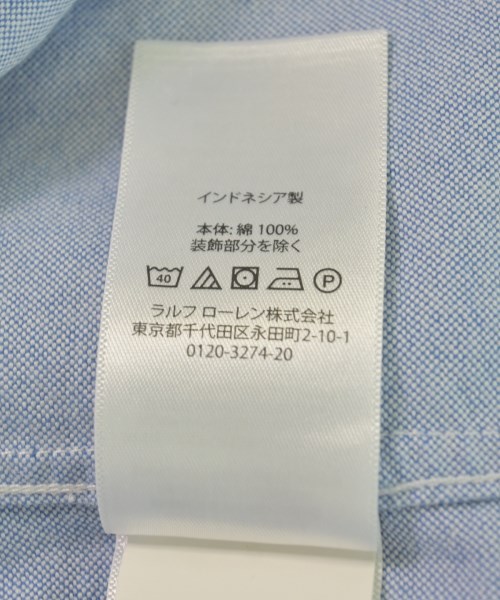 インドネシア製
本体: 綿 100%
装飾部分を除く
40 P
ラルフ ローレン株式会社
東京都千代田区永田町2-10-1
0120-3274-20